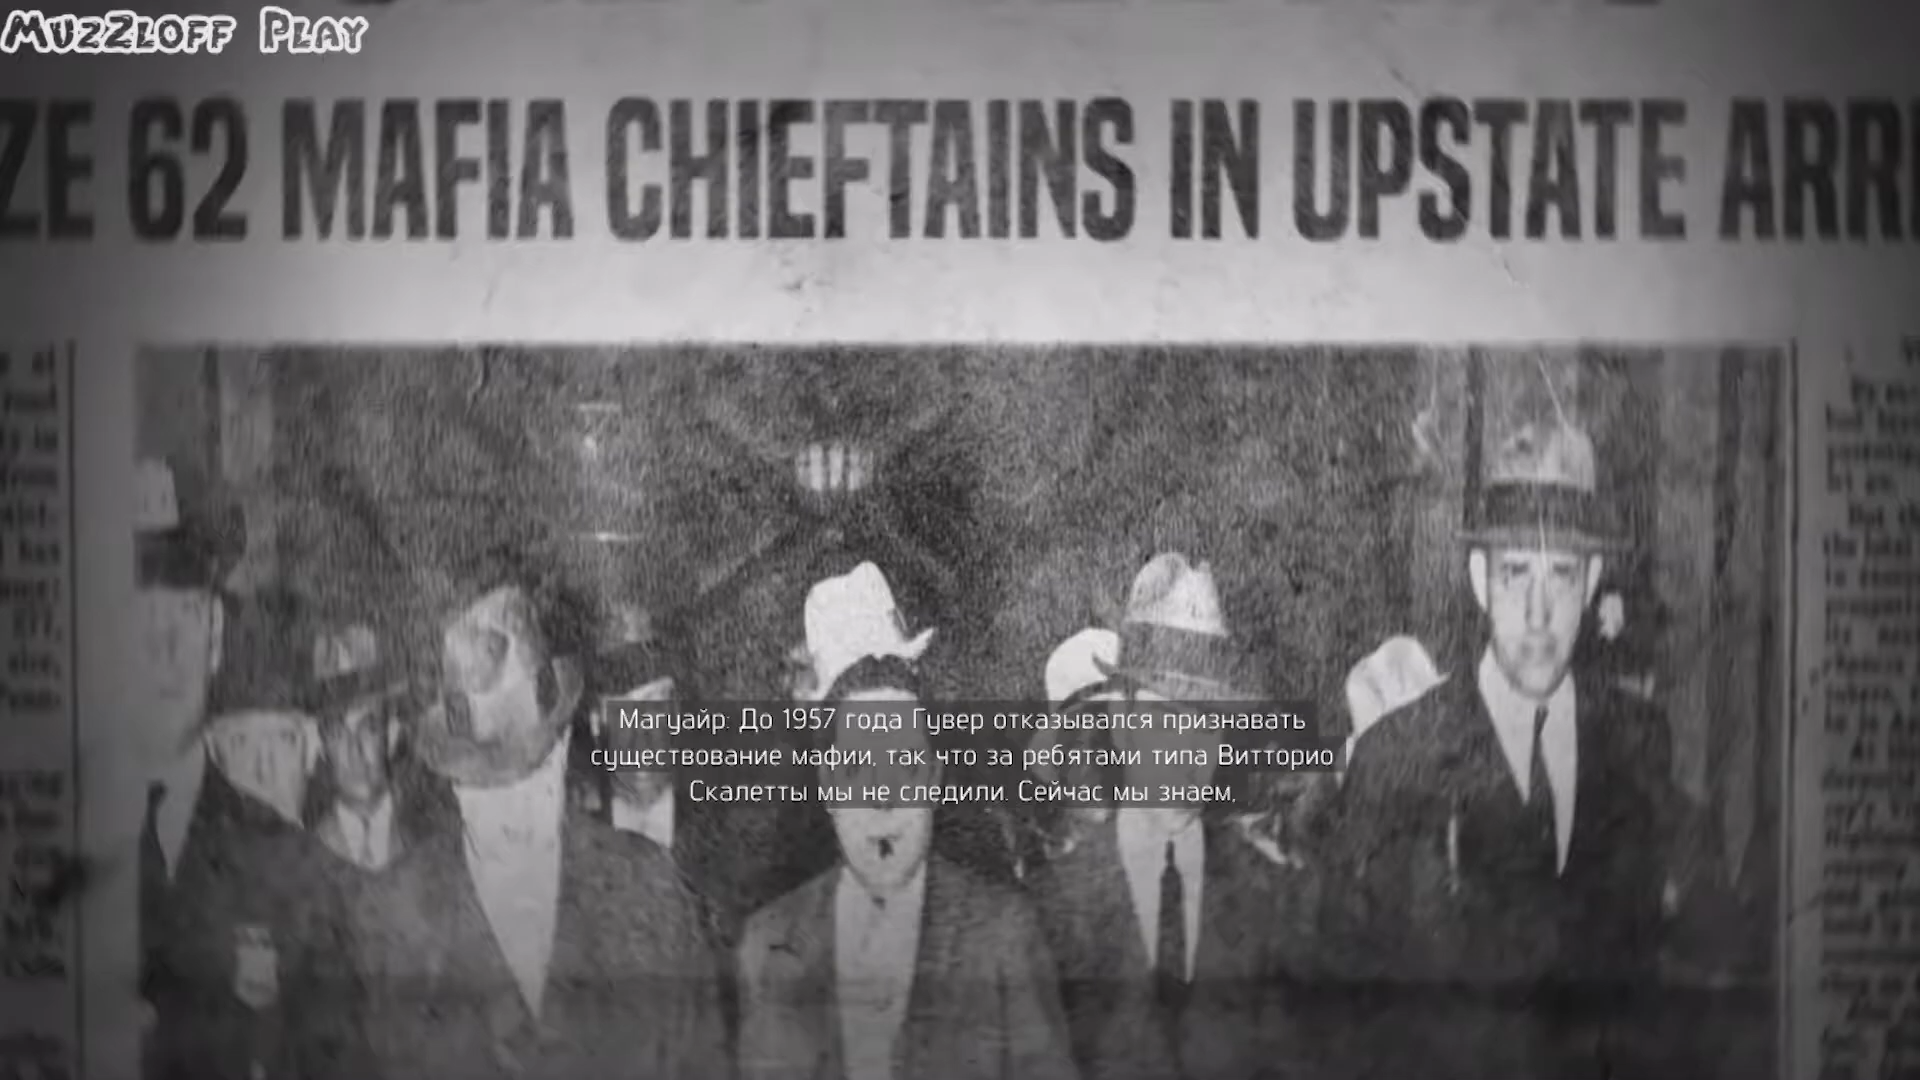 MuzZloff Play
ZE 62 MAFIA CHIEFTAINS IN UPSTATE ARR
Магуайр: До 1957 года Гувер отказывался признавать
существование мафии, так что за ребятами типа Витторио
Скалетты мы не следили. Сейчас мы знаем,